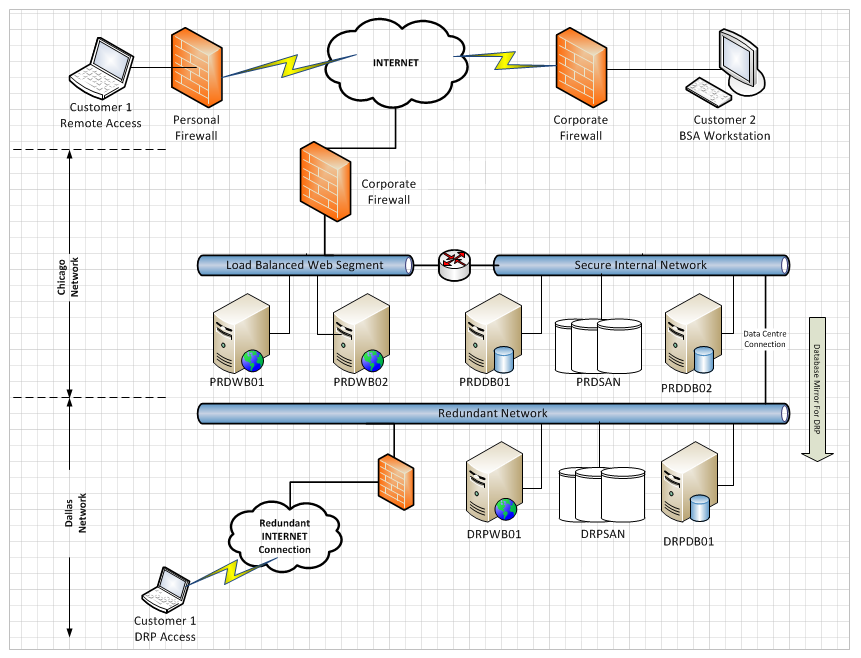 INTERNET
Customer 1
Remote Access
Personal
Firewall
Corporate
Firewall
Customer 2
BSA Workstation
Corporate
Firewall
Chicago
Network
Load Balanced Web Segment
Secure Internal Network
Data Centre
Connection
PRDWB01
PRDWB02
PRDDB01
PRDSAN
PRDDB02
Database Mirror For DRP
Redundant Network
Dallas
Network
Redundant
INTERNET
Connection
DRPWB01
DRPSAN
DRPDB01
Customer 1
DRP Access